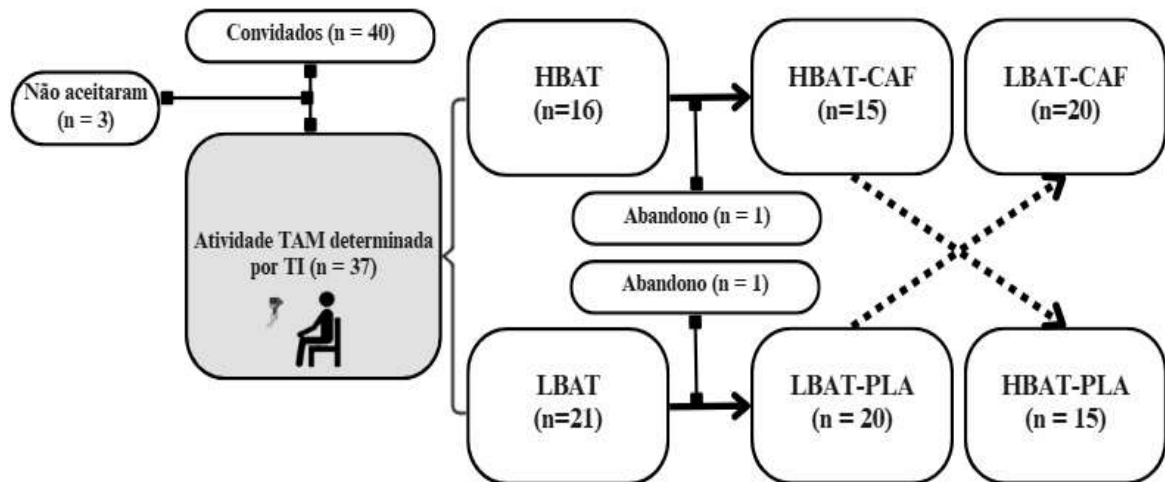 Convidados (n = 40)
Não aceitaram
(n = 3)
Atividade TAM determinada
por TI (n = 37)
HBAT
(n=16)
HBAT-CAF
(n=15)
LBAT-CAF
(n=20)
Abandono (n = 1)
Abandono (n = 1)
LBAT
(n=21)
LBAT-PLA
(n = 20)
HBAT-PLA
(n = 15)